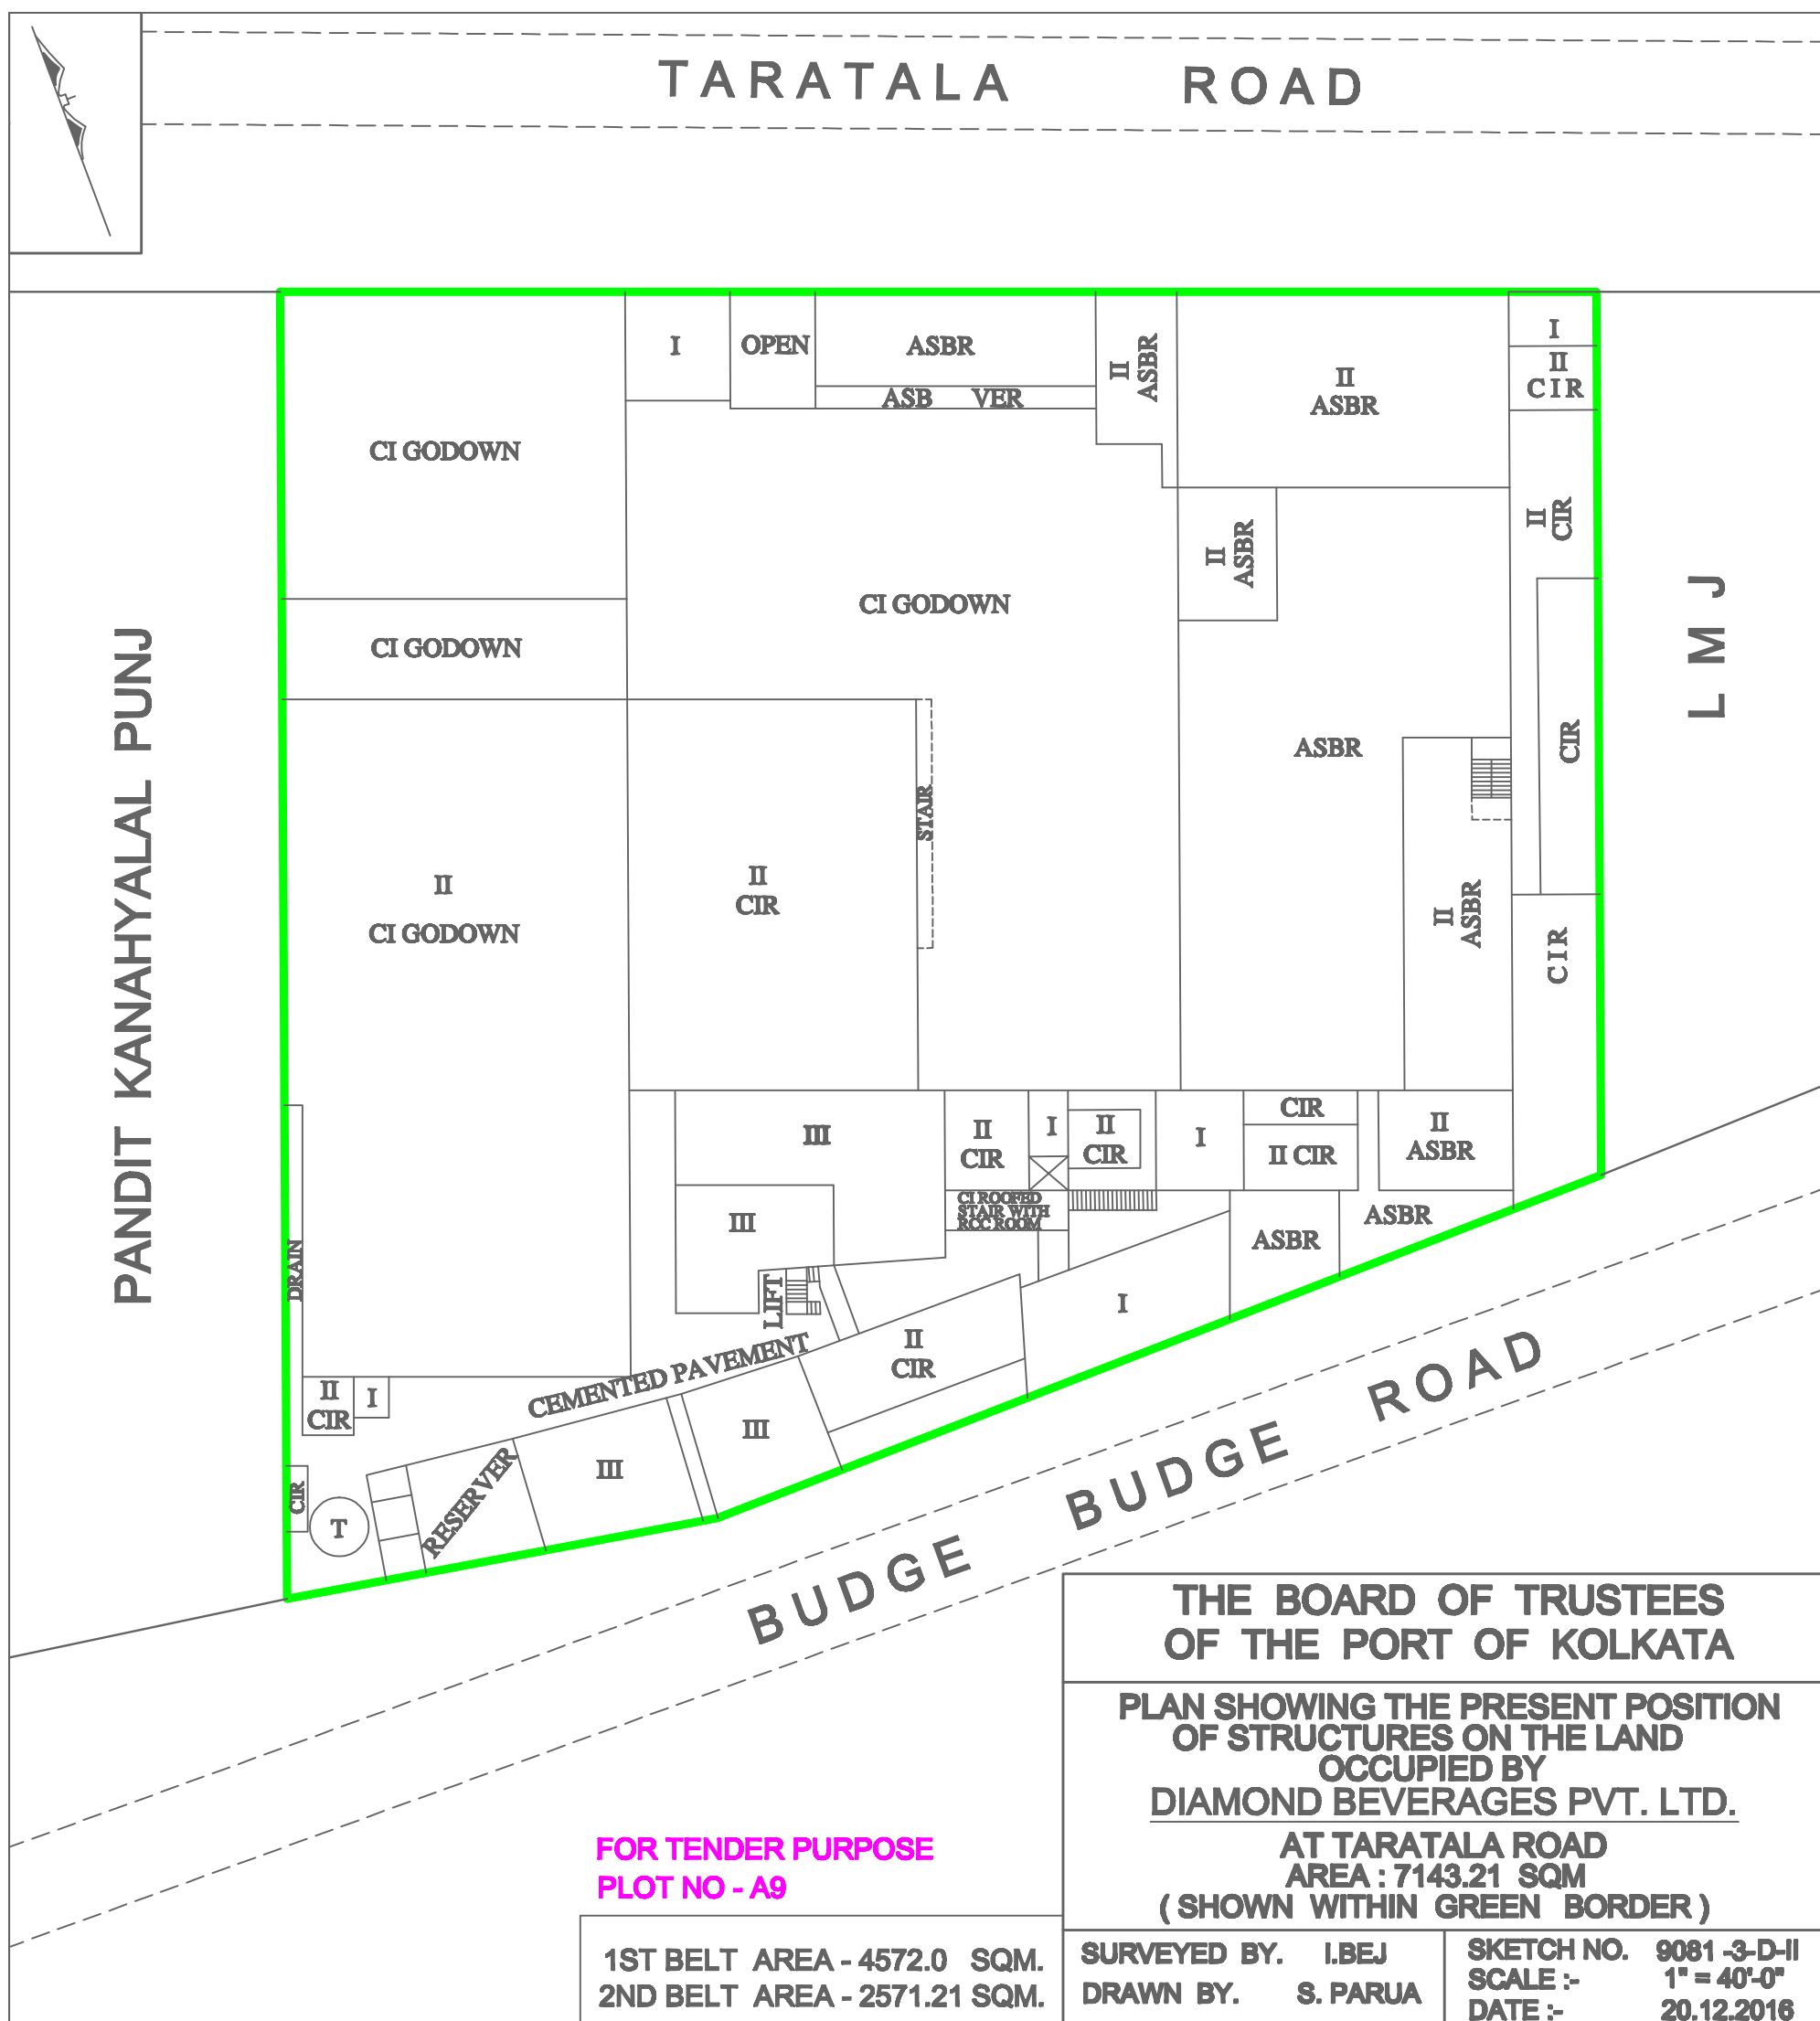 TARATALA ROAD
I
OPEN
ASBR
ASB VER
II
ASBR
II
ASBR
I
II
CIR
CI GODOWN
II
CIR
II
ASBR
CI GODOWN
CI GODOWN
PANDIT KANAHYALAL PUNJ
L M J
ASBR
CIR
STAIR
II
CI GODOWN
II
CIR
II
ASBR
CIR
III
II
CIR
I
II
CIR
I
CIR
II CIR
II
ASBR
III
CI ROOFED
STAIR WITH
RCC ROOM
ASBR
ASBR
DRAIN
LIFT
I
II
CIR
CEMENTED PAVEMENT
II
CIR
I
III
III
RESERVER
CIR
T
BUDGE BUDGE ROAD
THE BOARD OF TRUSTEES
OF THE PORT OF KOLKATA
PLAN SHOWING THE PRESENT POSITION
OF STRUCTURES ON THE LAND
OCCUPIED BY
DIAMOND BEVERAGES PVT. LTD.
AT TARATALA ROAD
AREA : 7143.21 SQM
( SHOWN WITHIN GREEN BORDER )
FOR TENDER PURPOSE
PLOT NO - A9
1ST BELT AREA - 4572.0 SQM.
2ND BELT AREA - 2571.21 SQM.
SURVEYED BY. I.BEJ
DRAWN BY. S. PARUA
SKETCH NO. 9081 -3-D-II
SCALE :- 1" = 40'-0"
DATE :- 20.12.2016